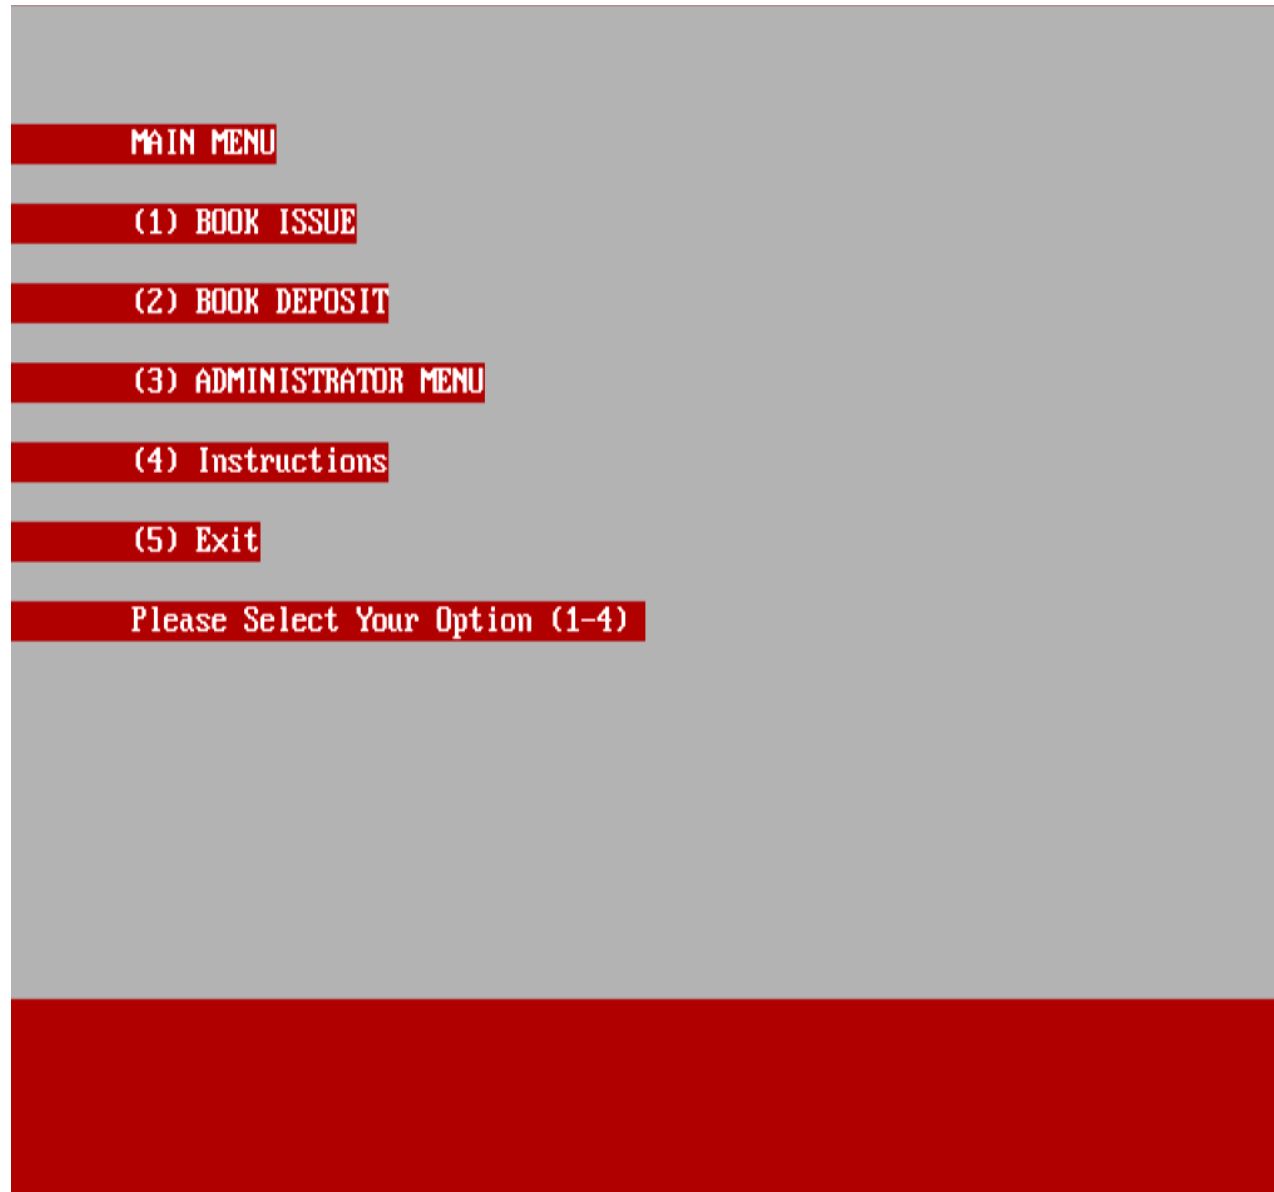 MAIN MENU
(1) BOOK ISSUE
(2) BOOK DEPOSIT
(3) ADMINISTRATOR MENU
(4) Instructions
(5) Exit
Please Select Your Option (1-4)